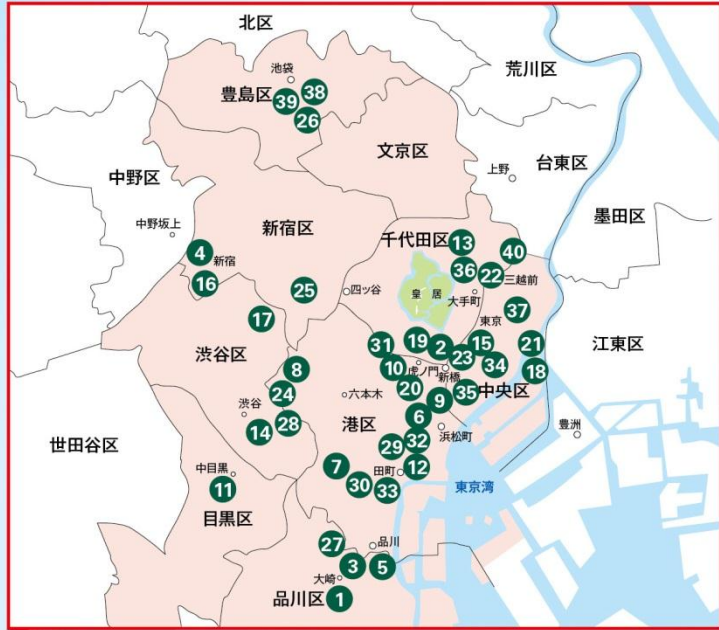 北区
池袋
荒川区
豊島区
39
38
26
文京区
中野区
上野
台東区
中野坂上
新宿区
墨田区
4
新宿
千代田区
13
40
16
25
四ッ谷
36
22
三越前
皇居
大手町
17
37
東京
渋谷区
31
19
2
15
21
江東区
8
10
虎ノ門
23
34
18
新橋
24
六本木
20
9
35
中央区
渋谷
14
28
港区
6
浜松町
豊洲
世田谷区
29
32
中目黒
7
田町
12
11
30
33
東京湾
目黒区
27
品川
3
5
大崎
品川区
1